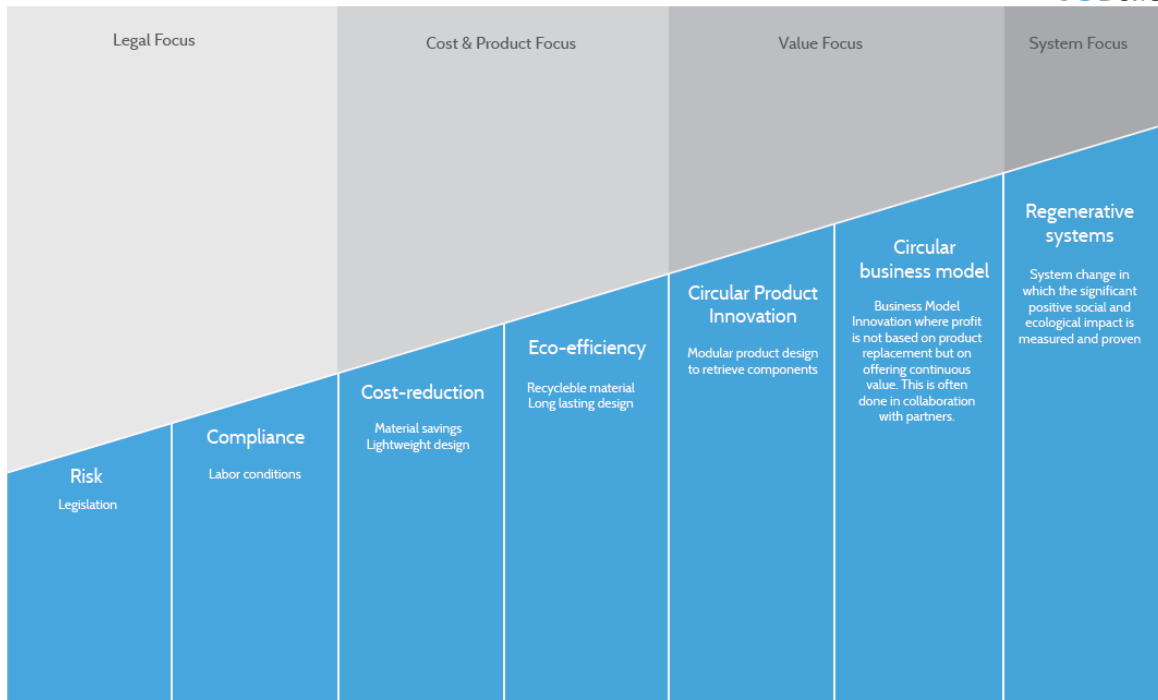 Legal Focus
Cost & Product Focus
Value Focus
System Focus
Risk
Legislation
Compliance
Labor conditions
Cost-reduction
Material savings
Lightweight design
Eco-efficiency
Recycleble material
Long lasting design
Circular Product
Innovation
Modular product design
to retrieve components
Circular
business model
Business Model
Innovation where profit
is not based on product
replacement but on
offering continuous
value. This is often
done in collaboration
with partners.
Regenerative
systems
System change in
which the significant
positive social and
ecological impact is
measured and proven